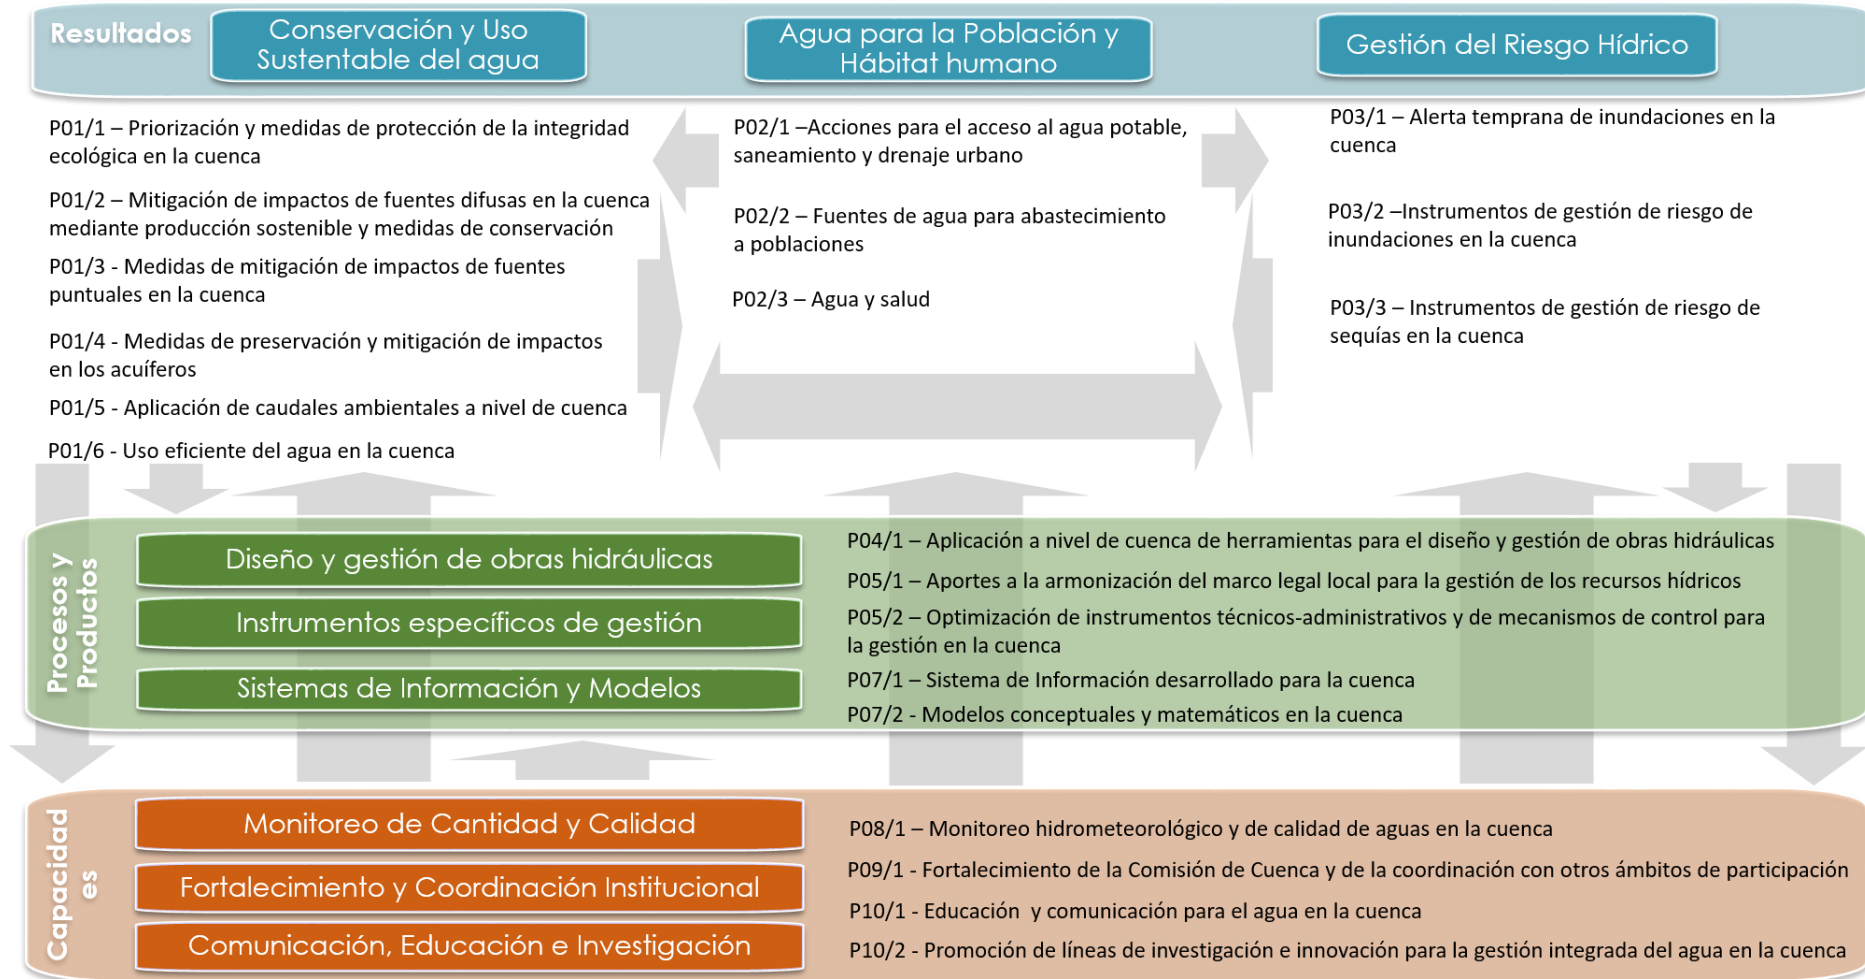 Resultados
Conservación y Uso
Sustentable del agua
Agua para la Población y
Hábitat humano
Gestión del Riesgo Hídrico
P01/1 – Priorización y medidas de protección de la integridad
ecológica en la cuenca
P01/2 – Mitigación de impactos de fuentes difusas en la cuenca
mediante producción sostenible y medidas de conservación
P01/3 - Medidas de mitigación de impactos de fuentes
puntuales en la cuenca
P01/4 - Medidas de preservación y mitigación de impactos
en los acuíferos
P01/5 - Aplicación de caudales ambientales a nivel de cuenca
P01/6 - Uso eficiente del agua en la cuenca
P02/1 –Acciones para el acceso al agua potable,
saneamiento y drenaje urbano
P02/2 – Fuentes de agua para abastecimiento
a poblaciones
P02/3 – Agua y salud
P03/1 – Alerta temprana de inundaciones en la
cuenca
P03/2 –Instrumentos de gestión de riesgo de
inundaciones en la cuenca
P03/3 – Instrumentos de gestión de riesgo de
sequías en la cuenca
Procesos y
Productos
Diseño y gestión de obras hidráulicas
Instrumentos específicos de gestión
Sistemas de Información y Modelos
P04/1 – Aplicación a nivel de cuenca de herramientas para el diseño y gestión de obras hidráulicas
P05/1 – Aportes a la armonización del marco legal local para la gestión de los recursos hídricos
P05/2 – Optimización de instrumentos técnicos-administrativos y de mecanismos de control para
la gestión en la cuenca
P07/1 – Sistema de Información desarrollado para la cuenca
P07/2 - Modelos conceptuales y matemáticos en la cuenca
Capacidad
es
Monitoreo de Cantidad y Calidad
Fortalecimiento y Coordinación Institucional
Comunicación, Educación e Investigación
P08/1 – Monitoreo hidrometeorológico y de calidad de aguas en la cuenca
P09/1 - Fortalecimiento de la Comisión de Cuenca y de la coordinación con otros ámbitos de participación
P10/1 - Educación  y comunicación para el agua en la cuenca
P10/2 - Promoción de líneas de investigación e innovación para la gestión integrada del agua en la cuenca